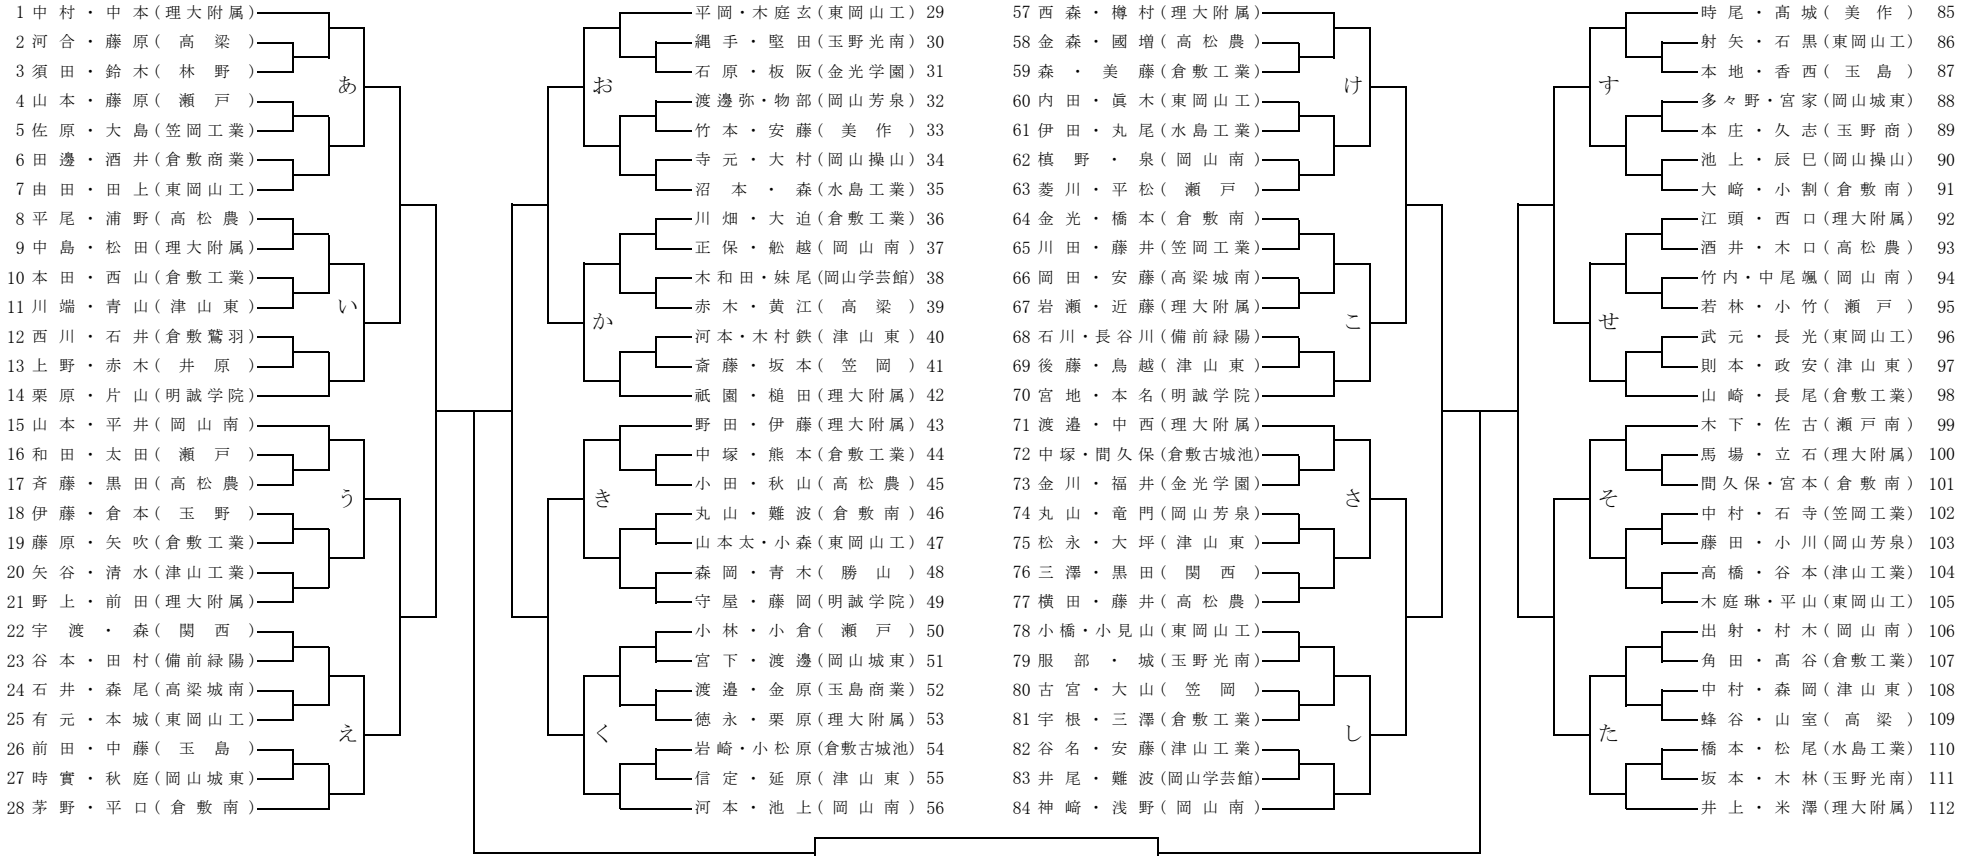 1 中村・中本(理大附属)
2 河合・藤原(高梁)
3 須田・鈴木(林野)
4 山本・藤原(瀬戸)
5 佐原・大島(笠岡工業)
6 田邊・酒井(倉敷商業)
7 由田・田上(東岡山工)
8 平尾・浦野(高松農)
9 中島・松田(理大附属)
10 本田・西山(倉敷工業)
11 川端・青山(津山東)
12 西川・石井(倉敷鷲羽)
13 上野・赤木(井原)
14 栗原・片山(明誠学院)
15 山本・平井(岡山南)
16 和田・太田(瀬戸)
17 斉藤・黒田(高松農)
18 伊藤・倉本(玉野)
19 藤原・矢吹(倉敷工業)
20 矢谷・清水(津山工業)
21 野上・前田(理大附属)
22 宇渡・森(関西)
23 谷本・田村(備前緑陽)
24 石井・森尾(高梁城南)
25 有元・本城(東岡山工)
26 前田・中藤(玉島)
27 時實・秋庭(岡山城東)
28 茅野・平口(倉敷南)
あ
い
う
え
お
か
き
く
平岡・木庭玄(東岡山工) 29
縄手・堅田(玉野光南) 30
石原・板阪(金光学園) 31
渡邊弥・物部(岡山芳泉) 32
竹本・安藤(美作) 33
寺元・大村(岡山操山) 34
沼本・森(水島工業) 35
川畑・大迫(倉敷工業) 36
正保・舩越(岡山南) 37
木和田・妹尾(岡山学芸館) 38
赤木・黄江(高梁) 39
河本・木村鉄(津山東) 40
斎藤・坂本(笠岡) 41
祇園・槌田(理大附属) 42
野田・伊藤(理大附属) 43
中塚・熊本(倉敷工業) 44
小田・秋山(高松農) 45
丸山・難波(倉敷南) 46
山本太・小森(東岡山工) 47
森岡・青木(勝山) 48
守屋・藤岡(明誠学院) 49
小林・小倉(瀬戸) 50
宮下・渡邊(岡山城東) 51
渡邉・金原(玉島商業) 52
徳永・栗原(理大附属) 53
岩崎・小松原(倉敷古城池) 54
信定・延原(津山東) 55
河本・池上(岡山南) 56
57 西森・樽村(理大附属)
58 金森・國増(高松農)
59 森・美藤(倉敷工業)
60 内田・眞木(東岡山工)
61 伊田・丸尾(水島工業)
62 槙野・泉(岡山南)
63 菱川・平松(瀬戸)
64 金光・橋本(倉敷南)
65 川田・藤井(笠岡工業)
66 岡田・安藤(高梁城南)
67 岩瀬・近藤(理大附属)
68 石川・長谷川(備前緑陽)
69 後藤・鳥越(津山東)
70 宮地・本名(明誠学院)
71 渡邉・中西(理大附属)
72 中塚・間久保(倉敷古城池)
73 金川・福井(金光学園)
74 丸山・竜門(岡山芳泉)
75 松永・大坪(津山東)
76 三澤・黒田(関西)
77 横田・藤井(高松農)
78 小橋・小見山(東岡山工)
79 服部・城(玉野光南)
80 古宮・大山(笠岡)
81 宇根・三澤(倉敷工業)
82 谷名・安藤(津山工業)
83 井尾・難波(岡山学芸館)
84 神﨑・浅野(岡山南)
け
こ
さ
し
す
せ
そ
た
時尾・髙城(美作) 85
射矢・石黒(東岡山工) 86
本地・香西(玉島) 87
多々野・宮家(岡山城東) 88
本庄・久志(玉野商) 89
池上・辰巳(岡山操山) 90
大﨑・小割(倉敷南) 91
江頭・西口(理大附属) 92
酒井・木口(高松農) 93
竹内・中尾颯(岡山南) 94
若林・小竹(瀬戸) 95
武元・長光(東岡山工) 96
則本・政安(津山東) 97
山崎・長尾(倉敷工業) 98
木下・佐古(瀬戸南) 99
馬場・立石(理大附属) 100
間久保・宮本(倉敷南) 101
中村・石寺(笠岡工業) 102
藤田・小川(岡山芳泉) 103
高橋・谷本(津山工業) 104
木庭琳・平山(東岡山工) 105
出射・村木(岡山南) 106
角田・髙谷(倉敷工業) 107
中村・森岡(津山東) 108
蜂谷・山室(高梁) 109
橋本・松尾(水島工業) 110
坂本・木林(玉野光南) 111
井上・米澤(理大附属) 112